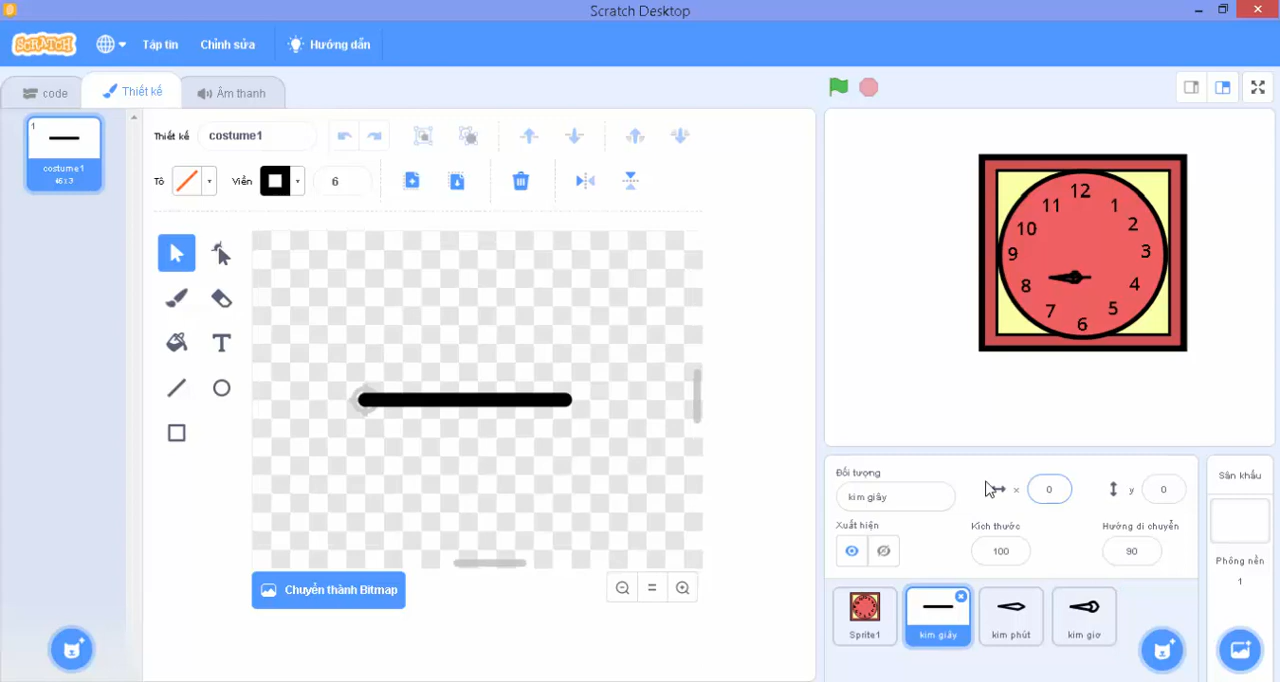 Scratch Desktop
SCRATCH
Tập tin
Chỉnh sửa
Hướng dẫn
code
Thiết kế
Âm thanh
1
costume1
46 x 3
Thiết kế
costume1
Tô
Viền
6
Chuyển thành Bitmap
12
11
1
10
2
9
3
8
4
7
5
6
Đối tượng
kim giây
x
0
y
0
Xuất hiện
Kích thước
100
Hướng di chuyển
90
Sprite1
kim giây
kim phút
kim giơ
Sân khấu
Phông nền
1